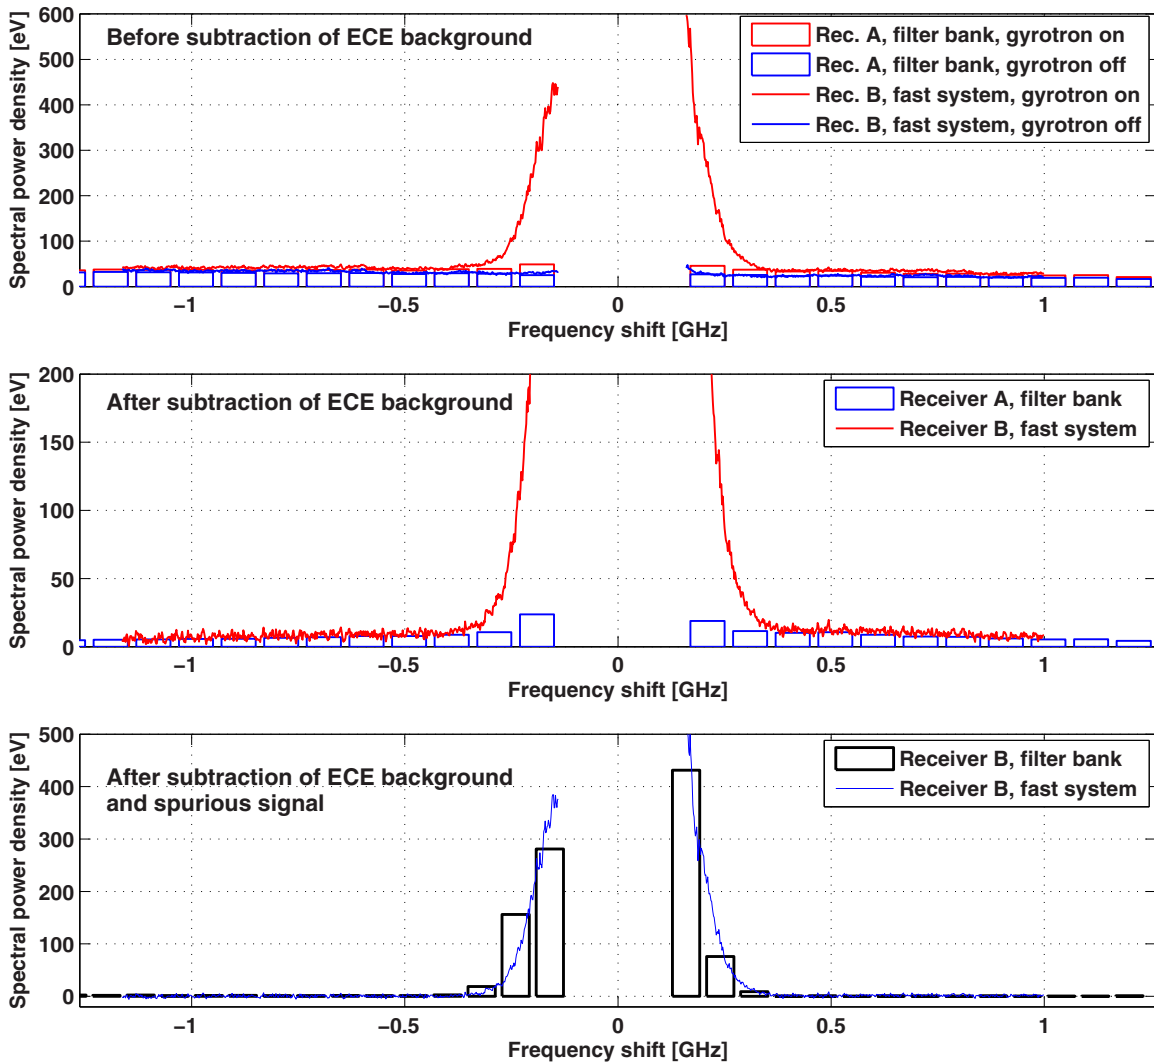 Before subtraction of ECE background
Rec. A, filter bank, gyrotron on
Rec. A, filter bank, gyrotron off
Rec. B, fast system, gyrotron on
Rec. B, fast system, gyrotron off
Spectral power density [eV]
600
500
400
300
200
100
0
−1
−0.5
0
0.5
1
Frequency shift [GHz]
After subtraction of ECE background
Receiver A, filter bank
Receiver B, fast system
Spectral power density [eV]
200
150
100
50
0
−1
−0.5
0
0.5
1
Frequency shift [GHz]
After subtraction of ECE background
and spurious signal
Receiver B, filter bank
Receiver B, fast system
Spectral power density [eV]
500
400
300
200
100
0
−1
−0.5
0
0.5
1
Frequency shift [GHz]